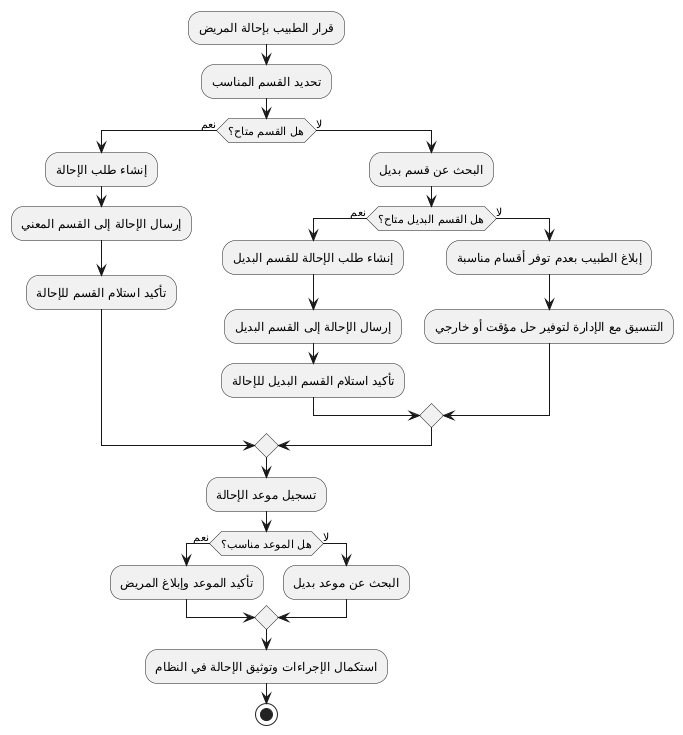 قرار الطبيب بإحالة المريض
تحديد القسم المناسب
هل القسم متاح؟
نعم
لا
إنشاء طلب الإحالة
إرسال الإحالة إلى القسم المعني
تأكيد استلام القسم للإحالة
البحث عن قسم بديل
هل القسم البديل متاح؟
نعم
لا
إنشاء طلب الإحالة للقسم البديل
إرسال الإحالة إلى القسم البديل
تأكيد استلام القسم البديل للإحالة
إبلاغ الطبيب بعدم توفر أقسام مناسبة
التنسيق مع الإدارة لتوفير حل مؤقت أو خارجي
تسجيل موعد الإحالة
هل الموعد مناسب؟
نعم
لا
تأكيد الموعد وإبلاغ المريض
البحث عن موعد بديل
استكمال الإجراءات وتوثيق الإحالة في النظام